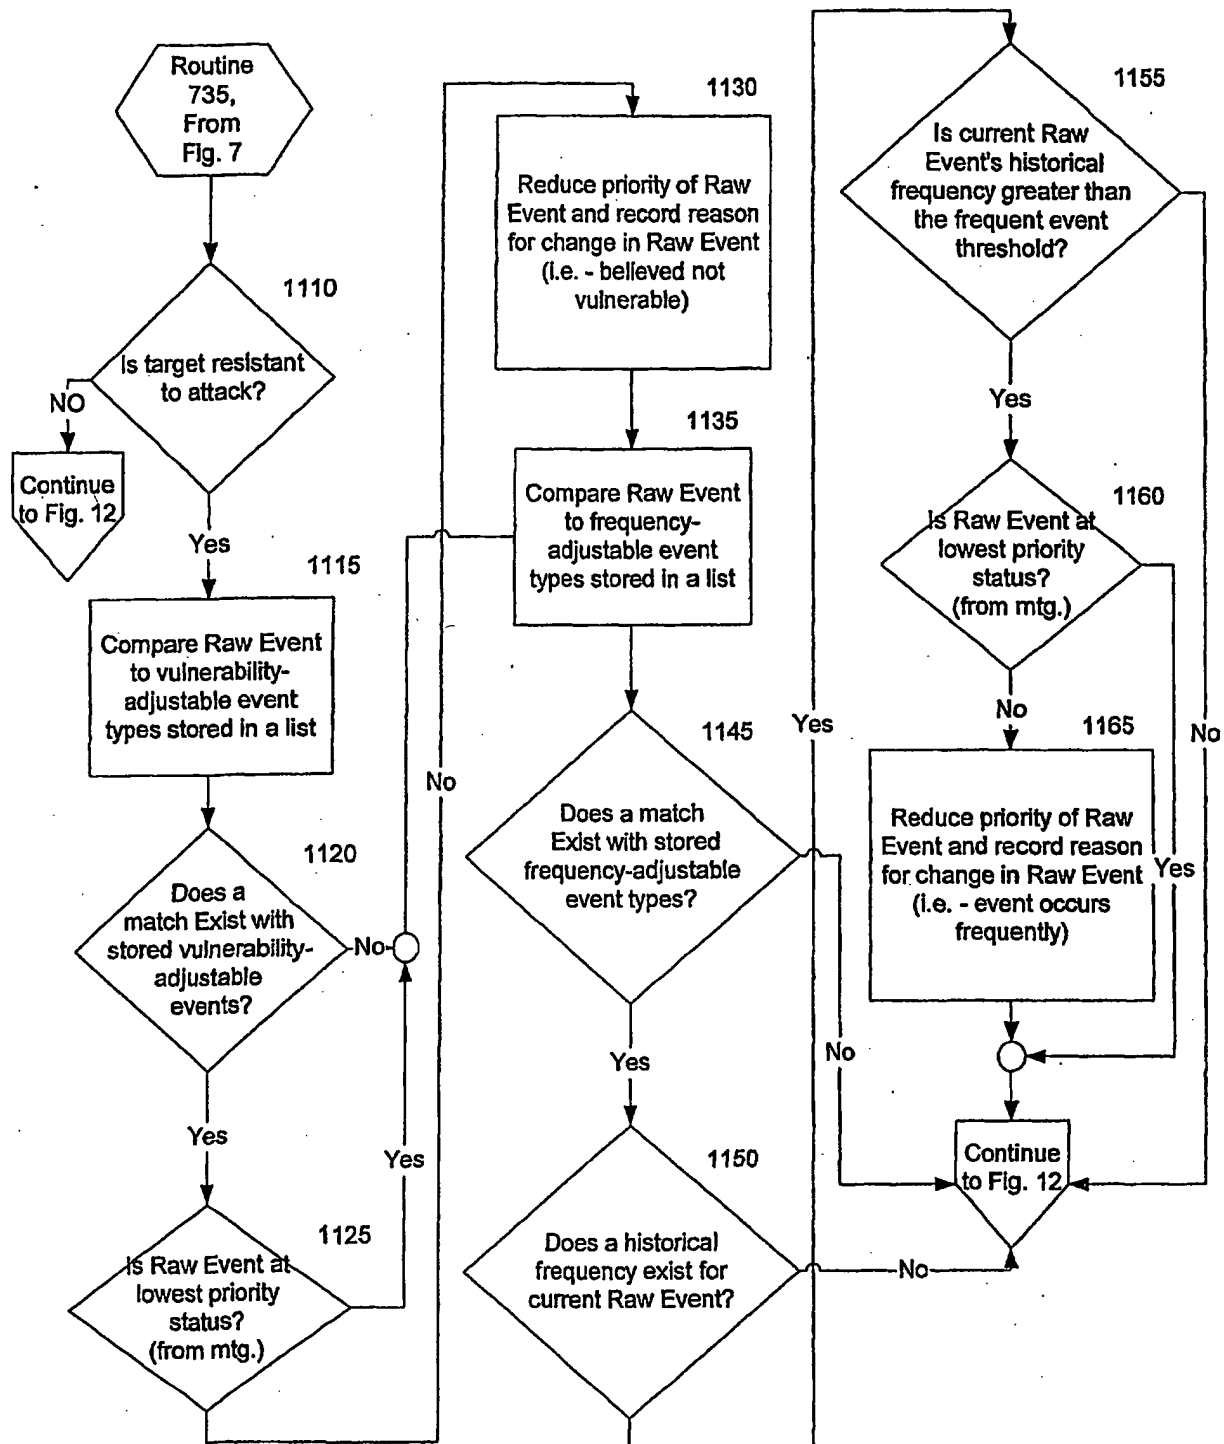 Routine
735,
From
Fig. 7
1110
Is target resistant
to attack?
NO
Continue
to Fig. 12
Yes
1115
Compare Raw Event
to vulnerability-
adjustable event
types stored in a list
1120
Does a
match Exist with
stored vulnerability-
adjustable
events?
No
Yes
Yes
1125
Is Raw Event at
lowest priority
status?
(from mtg.)
No
1130
Reduce priority of Raw
Event and record reason
for change in Raw Event
(i.e. - believed not
vulnerable)
1135
Compare Raw Event
to frequency-
adjustable event
types stored in a list
1145
Does a match
Exist with stored
frequency-adjustable
event types?
No
Yes
1150
Does a historical
frequency exist for
current Raw Event?
No
Yes
1155
Is current Raw
Event's historical
frequency greater than
the frequent event
threshold?
No
Yes
1160
Is Raw Event at
lowest priority
status?
(from mtg.)
No
Yes
1165
Reduce priority of Raw
Event and record reason
for change in Raw Event
(i.e. - event occurs
frequently)
Continue
to Fig. 12